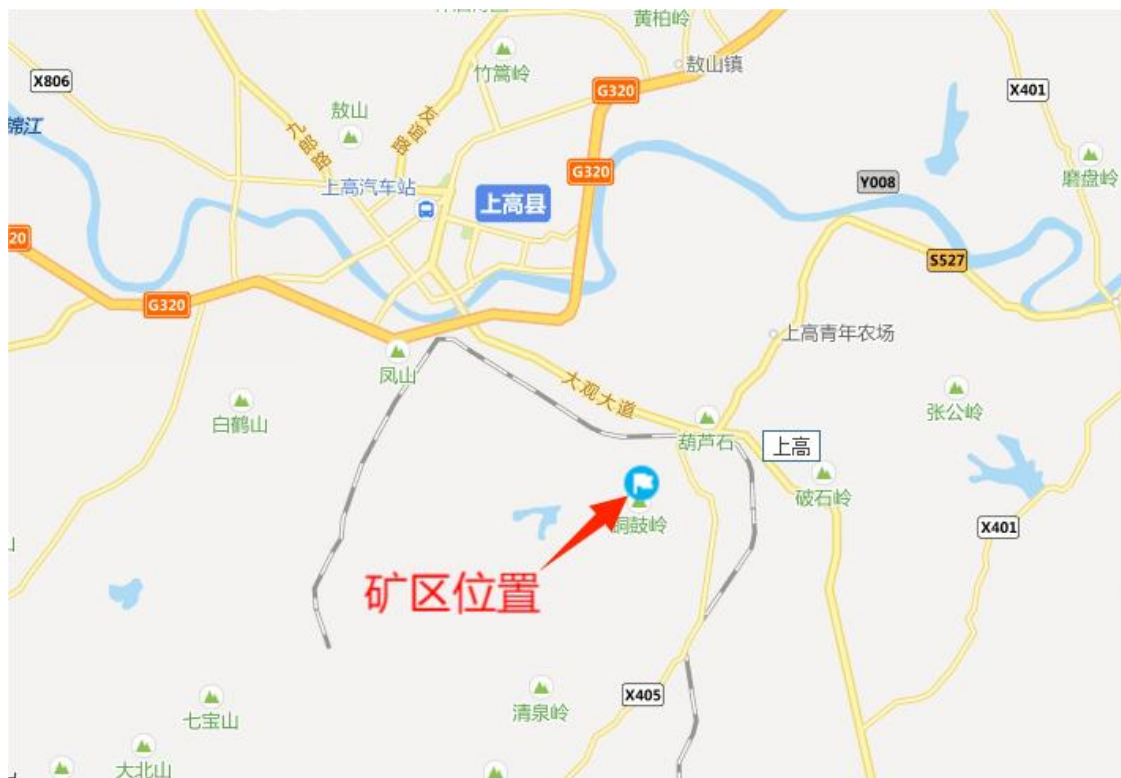 黄柏岭
敖山镇
竹篙岭
X806
G320
X401
敖山
友谊路
九郎路
锦江
G320
磨盘岭
Y008
上高汽车站
上高县
20
S527
G320
上高青年农场
凤山
大观大道
张公岭
白鹤山
葫芦石
上高
破石岭
铜鼓岭
X401
矿区位置
X405
清泉岭
七宝山
大北山